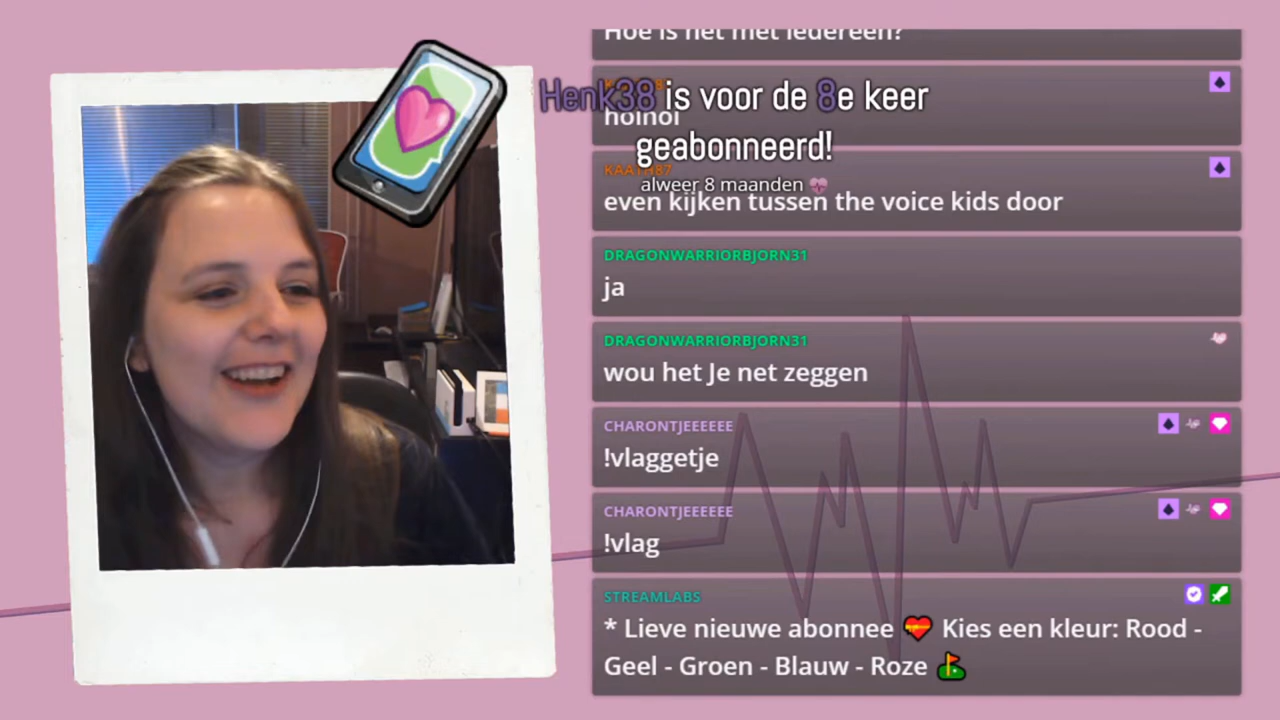 Hoe is het met iedereen?
Henk38 is voor de 8e keer
geabonneerd!
alweer 8 maanden
hoihoi
KAATH87
even kijken tussen the voice kids door
DRAGONWARRIORBJORN31
ja
DRAGONWARRIORBJORN31
wou het Je net zeggen
CHARONTJEEEEEE
!vlaggetje
CHARONTJEEEEEE
!vlag
STREAMLABS
* Lieve nieuwe abonnee Kies een kleur: Rood -
Geel - Groen - Blauw - Roze